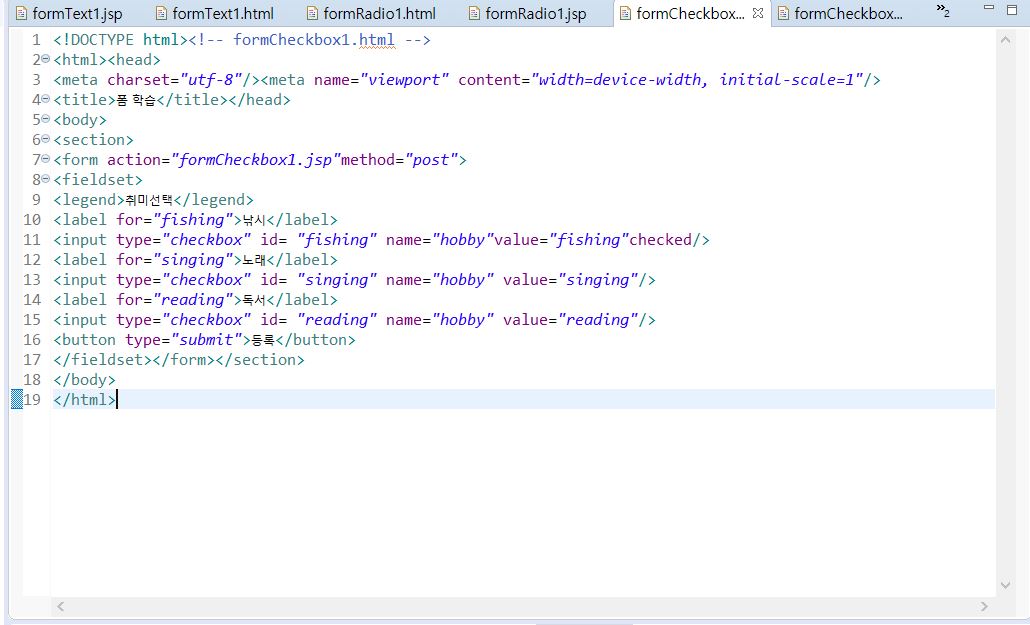 formText1.jsp formText1.html formRadio1.html formRadio1.jsp formCheckbox... formCheckbox... »2
1 <!DOCTYPE html><!-- formCheckbox1.html -->
2 <html><head>
3 <meta charset="utf-8"/><meta name="viewport" content="width=device-width, initial-scale=1"/>
4 <title>폼 학습</title></head>
5 <body>
6 <section>
7 <form action="formCheckbox1.jsp"method="post">
8 <fieldset>
9 <legend>취미선택</legend>
10 <label for="fishing">낚시</label>
11 <input type="checkbox" id= "fishing" name="hobby"value="fishing"checked/>
12 <label for="singing">노래</label>
13 <input type="checkbox" id= "singing" name="hobby" value="singing"/>
14 <label for="reading">독서</label>
15 <input type="checkbox" id= "reading" name="hobby" value="reading"/>
16 <button type="submit">등록</button>
17 </fieldset></form></section>
18 </body>
19 </html>